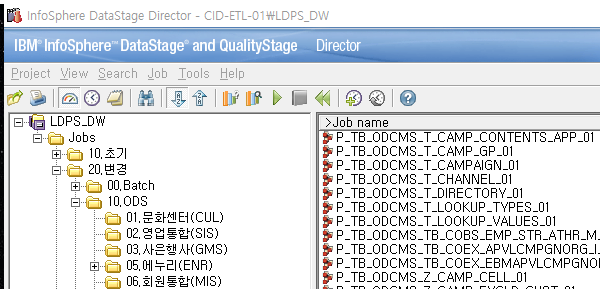 InfoSphere DataStage Director - CID-ETL-01₩LDPS_DW
IBM® InfoSphere™ DataStage® and QualityStage Director
Project View Search Job Tools Help
LDPS_DW
Jobs
10.초기
20.변경
00.Batch
10.ODS
01.문화센터(CUL)
02.영업통합(SIS)
03.사은행사(GMS)
05.에누리(ENR)
06.회원통합(MIS)
>Job name
P_TB_ODCMS_T_CAMP_CONTENTS_APP_01
P_TB_ODCMS_T_CAMP_GP_01
P_TB_ODCMS_T_CAMPAIGN_01
P_TB_ODCMS_T_CHANNEL_01
P_TB_ODCMS_T_DIRECTORY_01
P_TB_ODCMS_T_LOOKUP_TYPES_01
P_TB_ODCMS_T_LOOKUP_VALUES_01
P_TB_ODCMS_TB_COBS_EMP_STR_ATHR_M
P_TB_ODCMS_TB_COEX_APVLCMPGNORG_I
P_TB_ODCMS_TB_COEX_EBMAPVLCMPGNO
P_TB_ODCMS_Z_CAMP_CELL_01